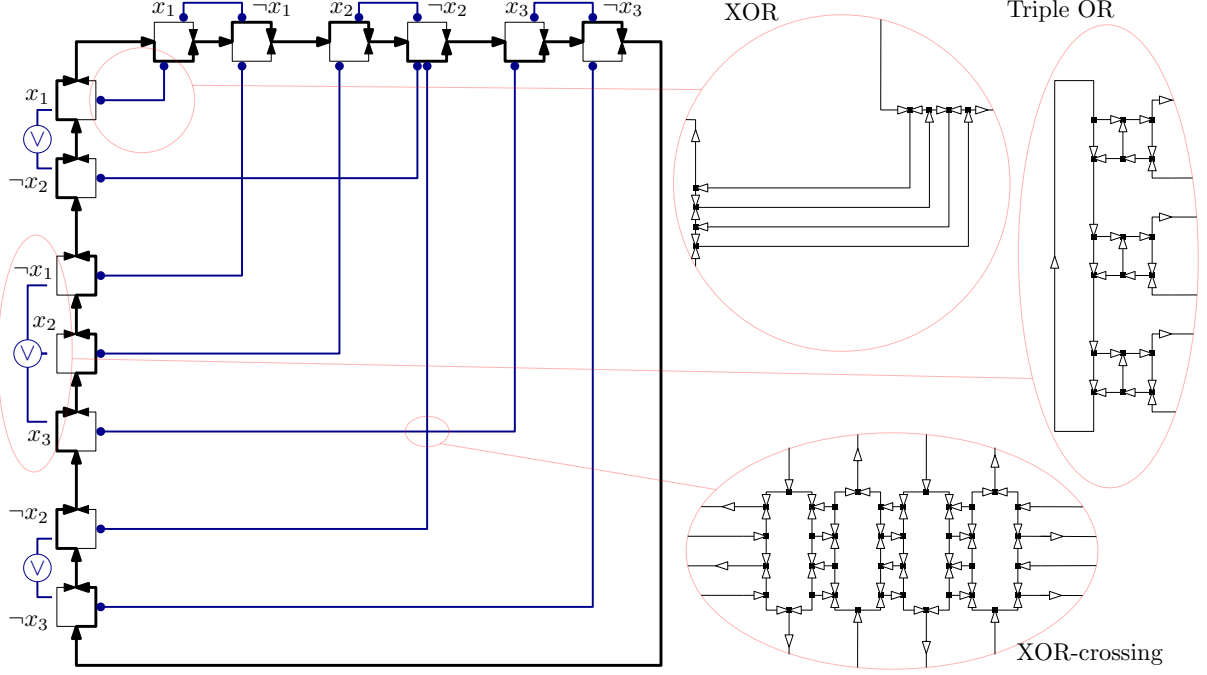 x₁ ¬x₁ x₂ ¬x₂ x₃ ¬x₃
XOR
Triple OR
x₁
∨
¬x₂
¬x₁
x₂
∨
x₃
¬x₂
∨
¬x₃
XOR-crossing